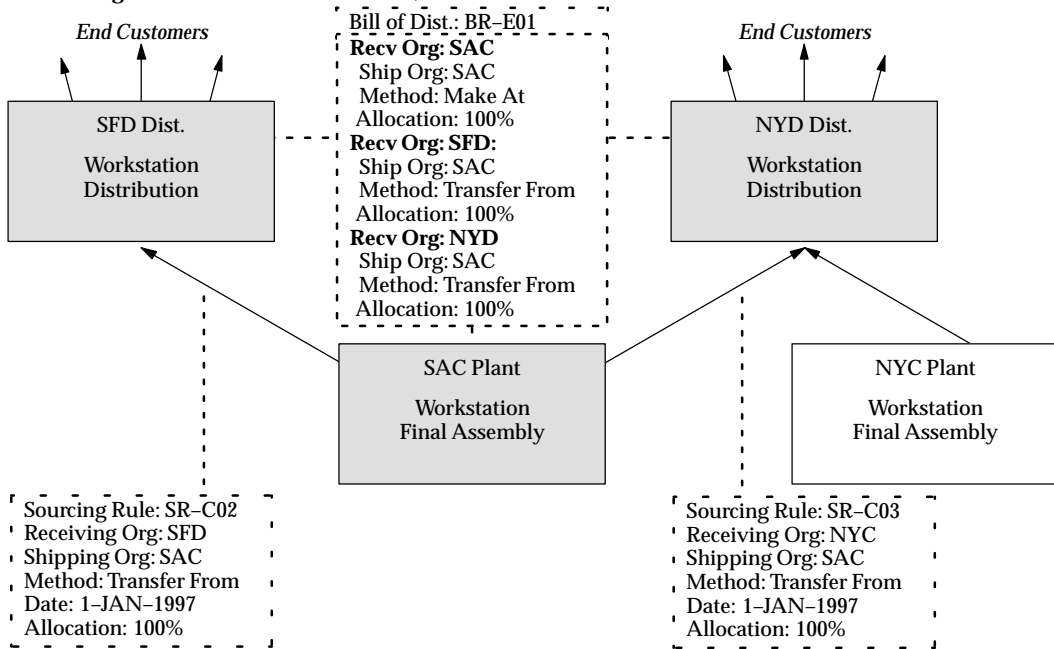 End Customers
SFD Dist.
Workstation
Distribution
Bill of Dist.: BR–E01
Recv Org: SAC
Ship Org: SAC
Method: Make At
Allocation: 100%
Recv Org: SFD:
Ship Org: SAC
Method: Transfer From
Allocation: 100%
Recv Org: NYD
Ship Org: SAC
Method: Transfer From
Allocation: 100%
End Customers
NYD Dist.
Workstation
Distribution
SAC Plant
Workstation
Final Assembly
NYC Plant
Workstation
Final Assembly
Sourcing Rule: SR–C02
Receiving Org: SFD
Shipping Org: SAC
Method: Transfer From
Date: 1–JAN–1997
Allocation: 100%
Sourcing Rule: SR–C03
Receiving Org: NYC
Shipping Org: SAC
Method: Transfer From
Date: 1–JAN–1997
Allocation: 100%